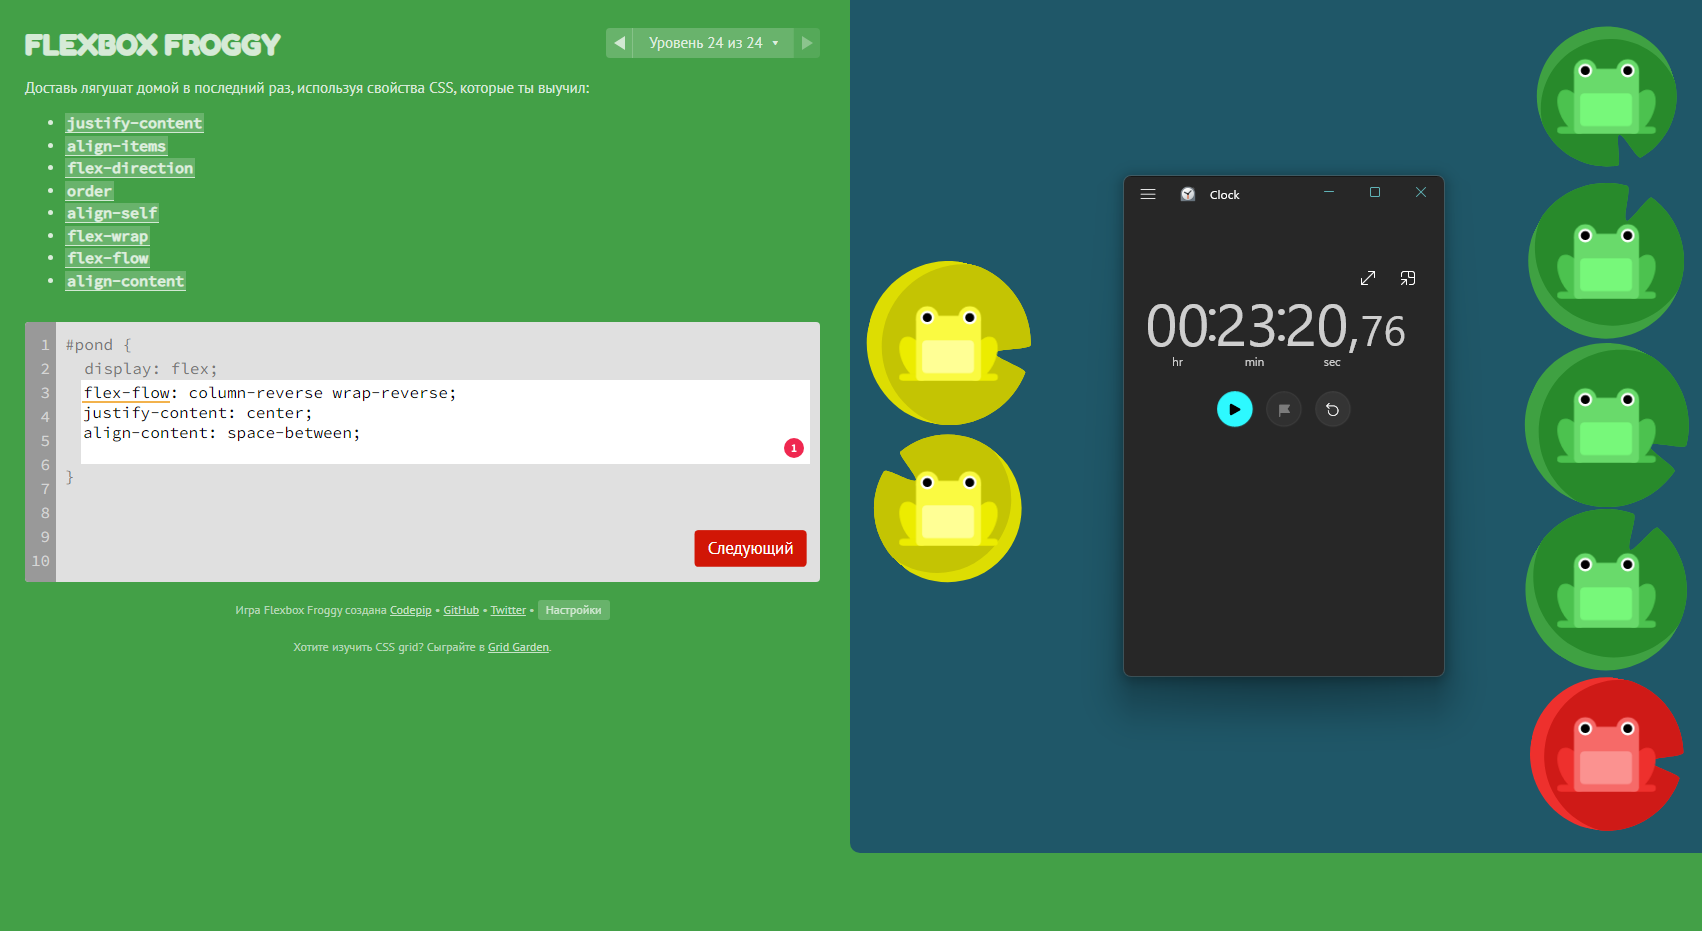 FLEXBOX FROGGY
Уровень 24 из 24
Доставь лягушат домой в последний раз, используя свойства CSS, которые ты выучил:
justify-content
align-items
flex-direction
order
align-self
flex-wrap
flex-flow
align-content
1 #pond {
2 display: flex;
3 flex-flow: column-reverse wrap-reverse;
4 justify-content: center;
5 align-content: space-between;
1
6 }
7
8
9
10
Следующий
Игра Flexbox Froggy создана Codepip • GitHub • Twitter • Настройки
Хотите изучить CSS grid? Сыграйте в Grid Garden.
Clock
00:23:20,76
hr min sec